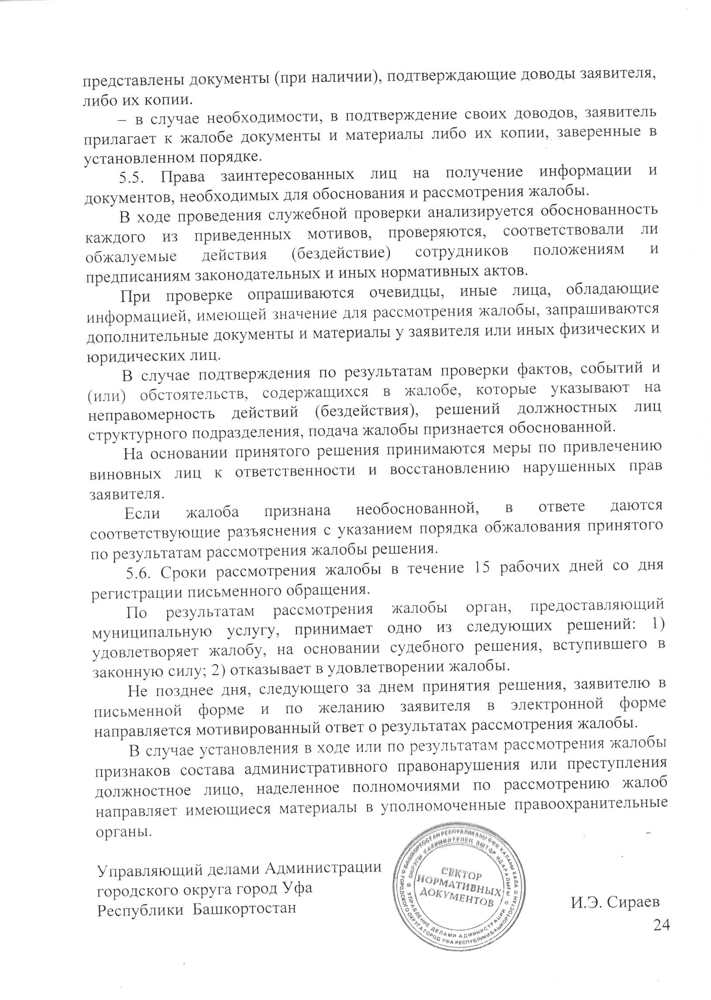 представлены документы (при наличии), подтверждающие доводы заявителя,
либо их копии.
– в случае необходимости, в подтверждение своих доводов, заявитель
прилагает к жалобе документы и материалы либо их копии, заверенные в
установленном порядке.
5.5. Права заинтересованных лиц на получение информации и
документов, необходимых для обоснования и рассмотрения жалобы.
В ходе проведения служебной проверки анализируется обоснованность
каждого из приведенных мотивов, проверяются, соответствовали ли
обжалуемые действия (бездействие) сотрудников положениям и
предписаниям законодательных и иных нормативных актов.
При проверке опрашиваются очевидцы, иные лица, обладающие
информацией, имеющей значение для рассмотрения жалобы, запрашиваются
дополнительные документы и материалы у заявителя или иных физических и
юридических лиц.
В случае подтверждения по результатам проверки фактов, событий и
(или) обстоятельств, содержащихся в жалобе, которые указывают на
неправомерность действий (бездействия), решений должностных лиц
структурного подразделения, подача жалобы признается обоснованной.
На основании принятого решения принимаются меры по привлечению
виновных лиц к ответственности и восстановлению нарушенных прав
заявителя.
Если жалоба признана необоснованной, в ответе даются
соответствующие разъяснения с указанием порядка обжалования принятого
по результатам рассмотрения жалобы решения.
5.6. Сроки рассмотрения жалобы в течение 15 рабочих дней со дня
регистрации письменного обращения.
По результатам рассмотрения жалобы орган, предоставляющий
муниципальную услугу, принимает одно из следующих решений: 1)
удовлетворяет жалобу, на основании судебного решения, вступившего в
законную силу; 2) отказывает в удовлетворении жалобы.
Не позднее дня, следующего за днем принятия решения, заявителю в
письменной форме и по желанию заявителя в электронной форме
направляется мотивированный ответ о результатах рассмотрения жалобы.
В случае установления в ходе или по результатам рассмотрения жалобы
признаков состава административного правонарушения или преступления
должностное лицо, наделенное полномочиями по рассмотрению жалоб
направляет имеющиеся материалы в уполномоченные правоохранительные
органы.
Управляющий делами Администрации
городского округа город Уфа
Республики Башкортостан
БАШКОРТОСТАН РЕСПУБЛИКАҺЫ ӨФӨ КАЛАҺЫ КАЛА
ОКРУГЫ ХАКИМИӘТЕНЕҢ ЭШТӘР ИДАРАЛЫҒЫ
СЕКТОР
НОРМАТИВНЫХ
ДОКУМЕНТОВ
УПРАВЛЕНИЕ ДЕЛАМИ АДМИНИСТРАЦИИ
ГОРОДСКОГО ОКРУГА ГОРОД УФА РЕСПУБЛИКИ БАШКОРТОСТАН
И.Э. Сираев
24